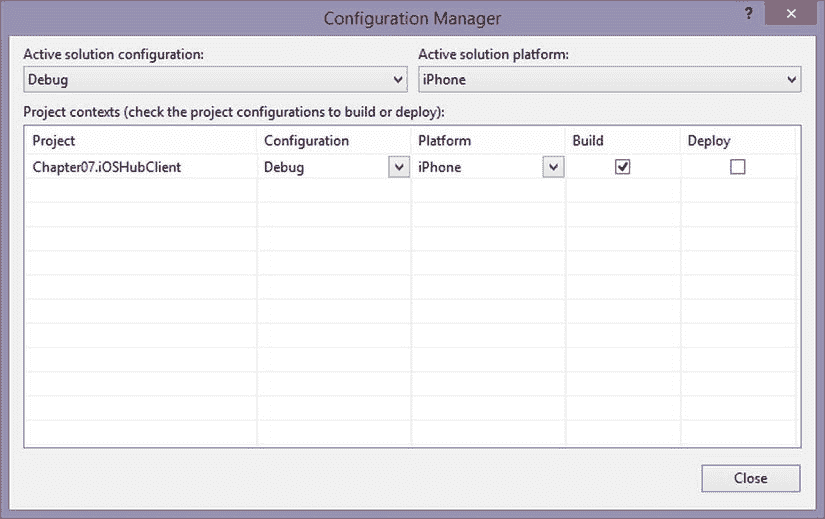 Configuration Manager
?
Active solution configuration: Active solution platform:
Debug iPhone
Project contexts (check the project configurations to build or deploy):
Project Configuration Platform Build Deploy
Chapter07.iOSHubClient Debug iPhone
Close